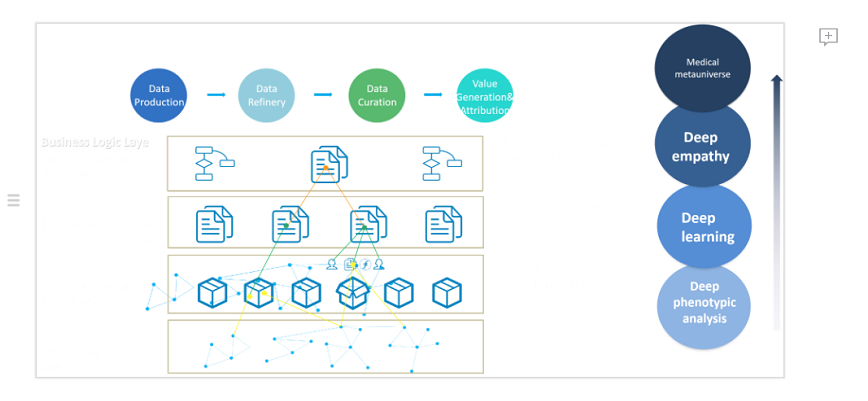 Data
Production
Data
Refinery
Data
Curation
Value
Generation&
Attribution
Business Logic Laye
Medical
metauniverse
Deep
empathy
Deep
learning
Deep
phenotypic
analysis